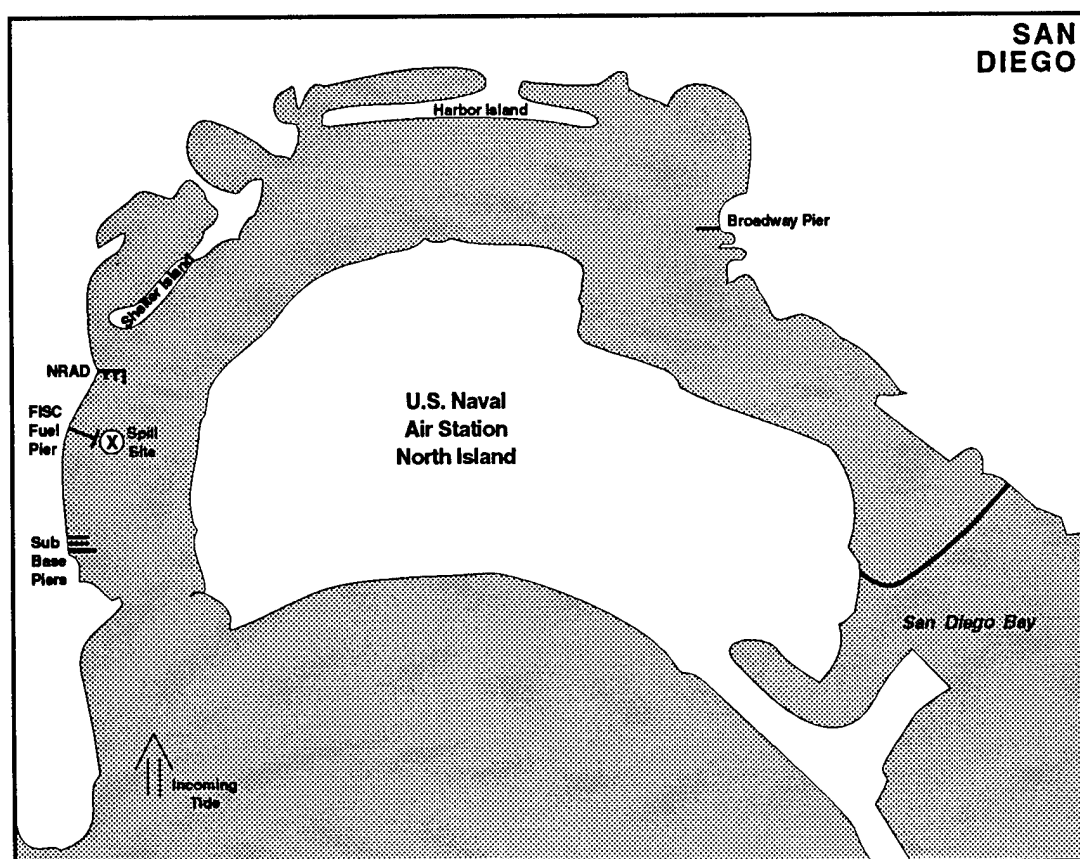 SAN
DIEGO
Harbor Island
Broadway Pier
Shelter Island
NRAD
FISC
Fuel
Pier
X
Spill
Site
U.S. Naval
Air Station
North Island
Sub
Base
Piers
San Diego Bay
Incoming
Tide